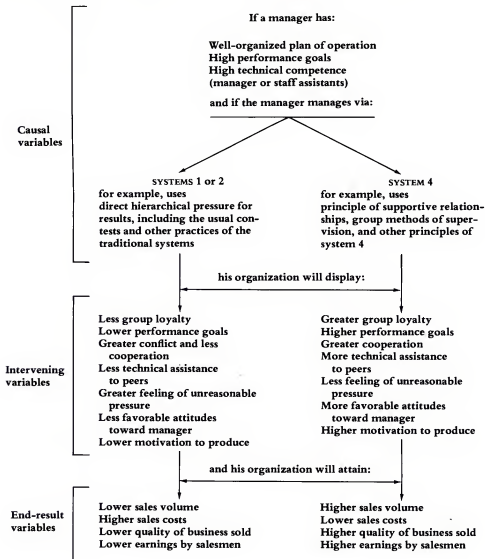 If a manager has:
Well-organized plan of operation
High performance goals
High technical competence
(manager or staff assistants)
and if the manager manages via:
Causal
variables
SYSTEMS 1 or 2
for example, uses
direct hierarchical pressure for
results, including the usual con-
tests and other practices of the
traditional systems
SYSTEM 4
for example, uses
principle of supportive relation-
ships, group methods of super-
vision, and other principles of
system 4
his organization will display:
Intervening
variables
Less group loyalty
Lower performance goals
Greater conflict and less
cooperation
Less technical assistance
to peers
Greater feeling of unreasonable
pressure
Less favorable attitudes
toward manager
Lower motivation to produce
Greater group loyalty
Higher performance goals
Greater cooperation
More technical assistance
to peers
Less feeling of unreasonable
pressure
More favorable attitudes
toward manager
Higher motivation to produce
and his organization will attain:
End-result
variables
Lower sales volume
Higher sales costs
Lower quality of business sold
Lower earnings by salesmen
Higher sales volume
Lower sales costs
Higher quality of business sold
Higher earnings by salesmen